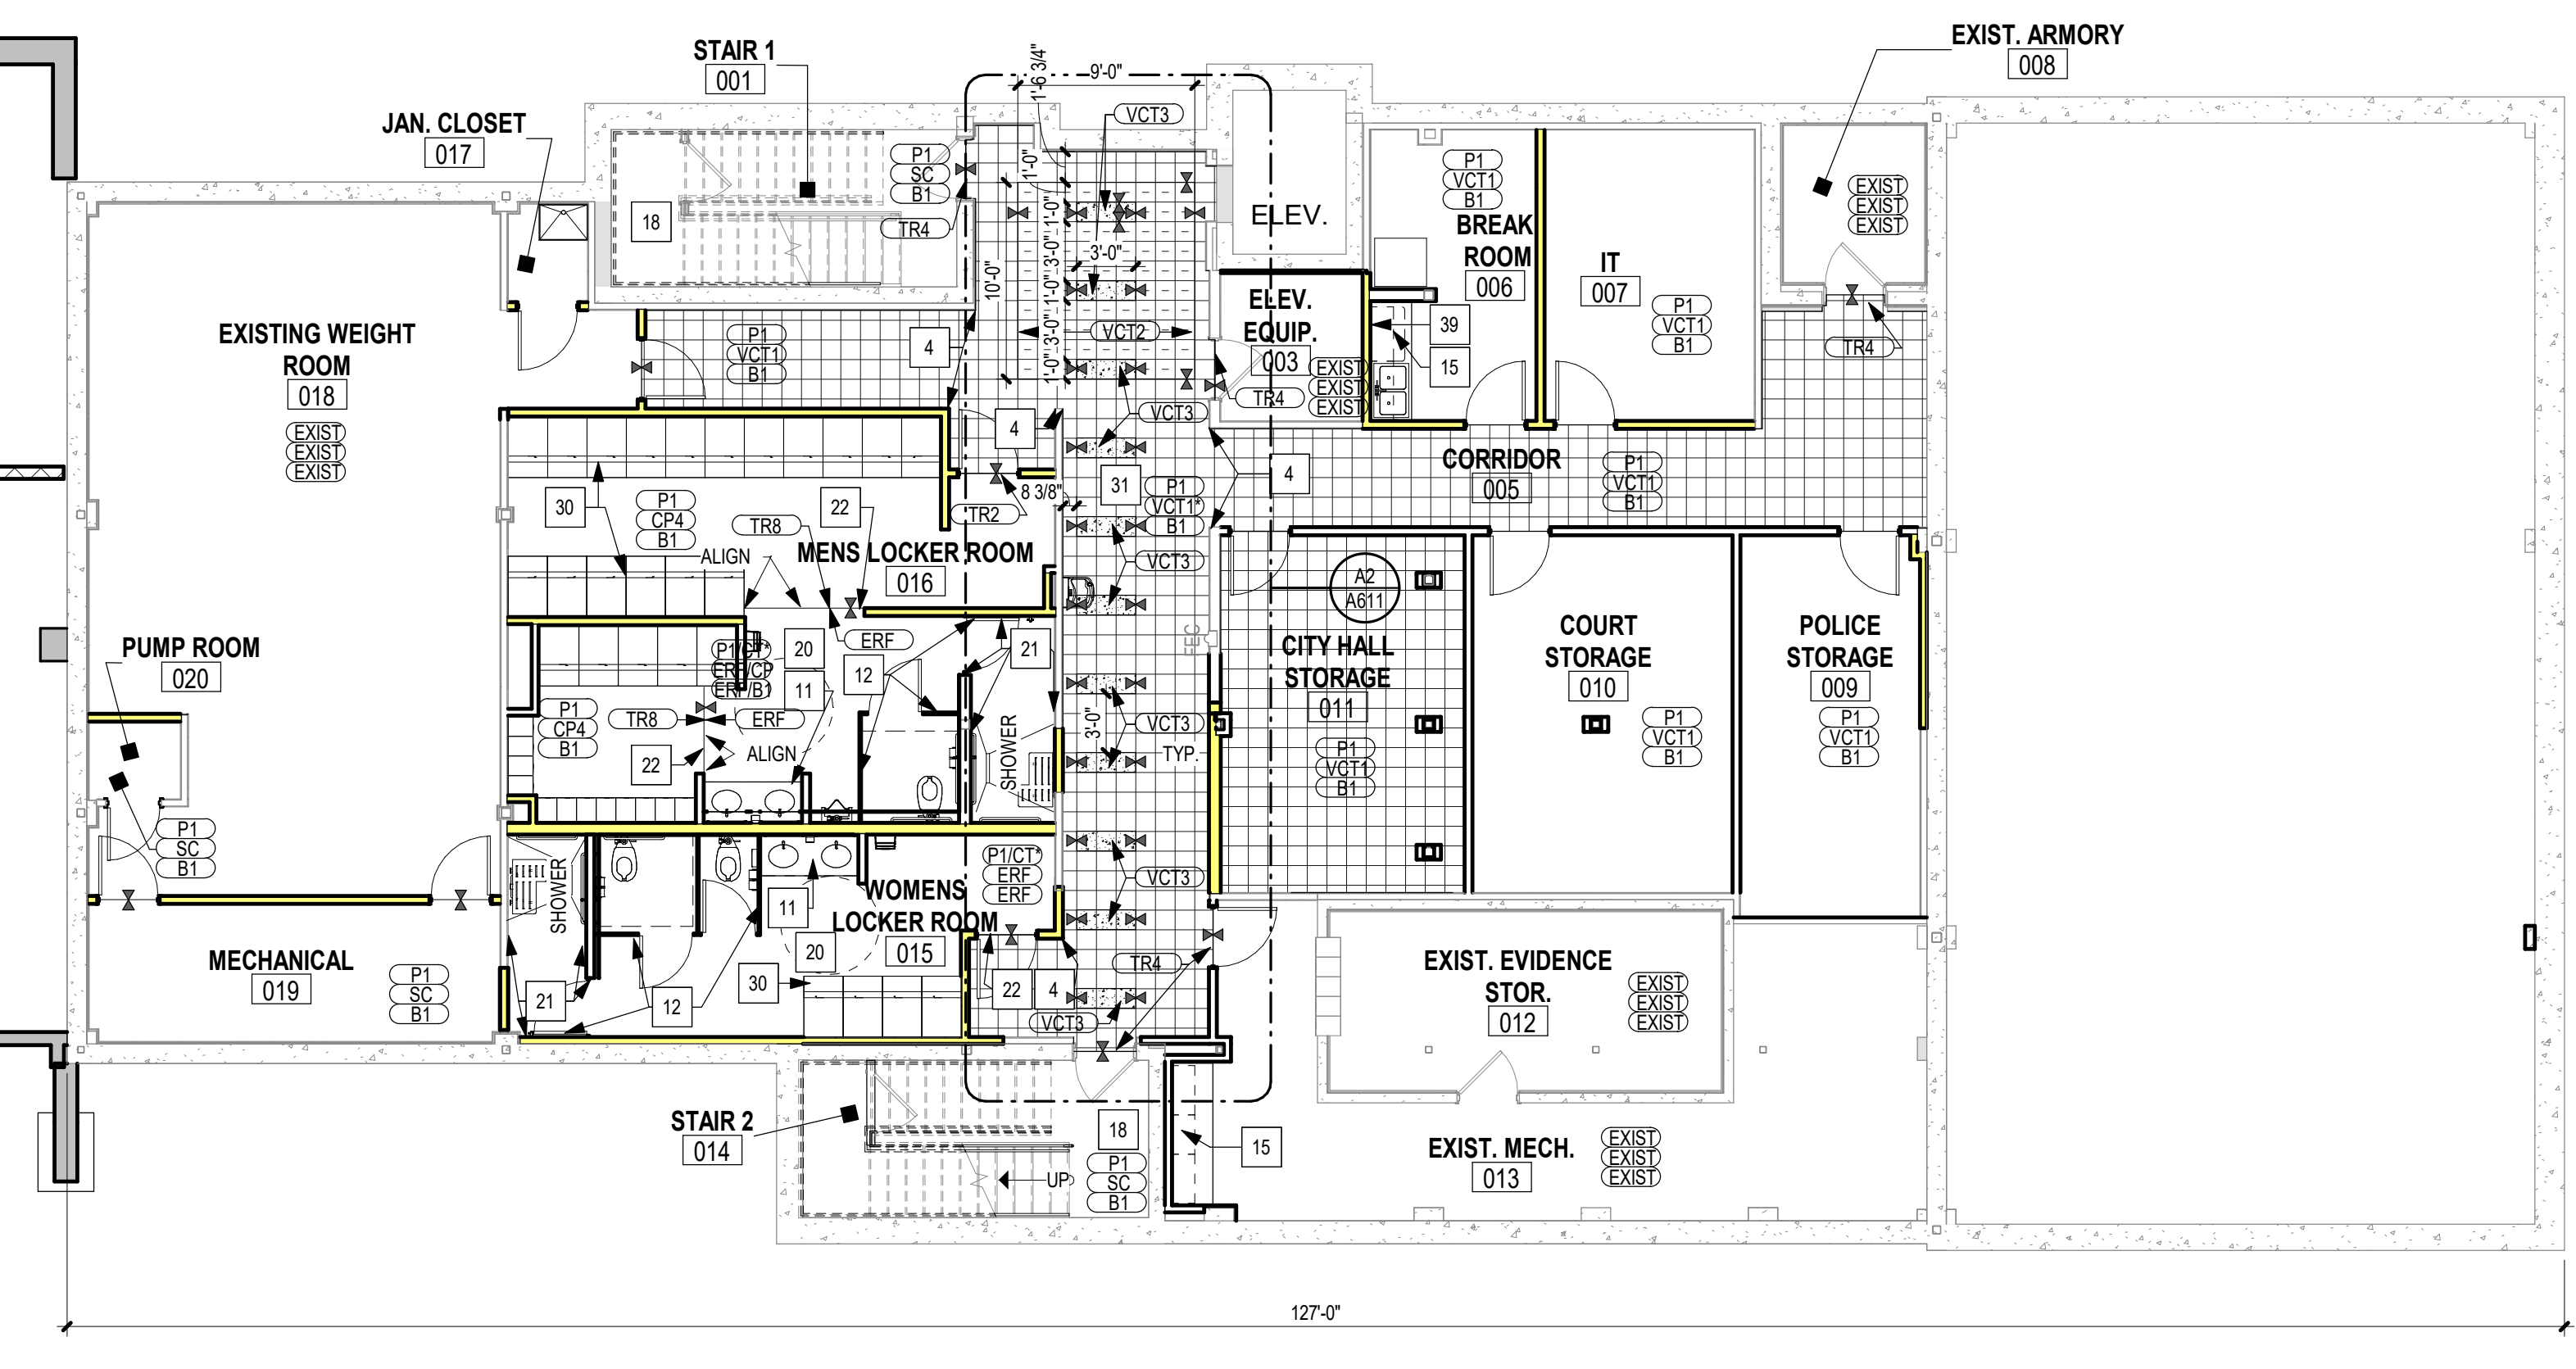 STAIR 1
001
JAN. CLOSET
017
EXIST. ARMORY
008
9'-0"
1'-6 3/4"
VCT3
P1
SC
B1
TR4
18
1'-0"
1'-0"
3'-0"
3'-0"
10'-0"
1'-0"
3'-0"
1'-0"
VCT2
ELEV.
P1
VCT1
B1
BREAK
ROOM
006
IT
007
P1
VCT1
B1
EXIST
EXIST
EXIST
TR4
ELEV.
EQUIP.
003
EXIST
EXIST
EXIST
TR4
39
15
EXISTING WEIGHT
ROOM
018
EXIST
EXIST
EXIST
P1
VCT1
B1
4
4
VCT3
4
CORRIDOR
005
P1
VCT1
B1
30
P1
CP4
B1
TR8
22
TR2
8 3/8"
31
P1
VCT1*
B1
ALIGN
MENS LOCKER ROOM
016
VCT3
A2
A611
FEC
CITY HALL
STORAGE
011
P1
VCT1
B1
COURT
STORAGE
010
P1
VCT1
B1
POLICE
STORAGE
009
P1
VCT1
B1
PUMP ROOM
020
P1
SC
B1
P1/CT*
ERF/CP
ERF/B1
20
11
ERF
12
21
P1
CP4
B1
TR8
ERF
22
ALIGN
SHOWER
3'-0"
VCT3
TYP.
SHOWER
P1/CT*
ERF
ERF
VCT3
11
WOMENS
LOCKER ROOM
015
20
30
22
4
TR4
VCT3
MECHANICAL
019
P1
SC
B1
21
12
EXIST. EVIDENCE
STOR.
012
EXIST
EXIST
EXIST
STAIR 2
014
UP
18
P1
SC
B1
15
EXIST. MECH.
013
EXIST
EXIST
EXIST
127'-0"